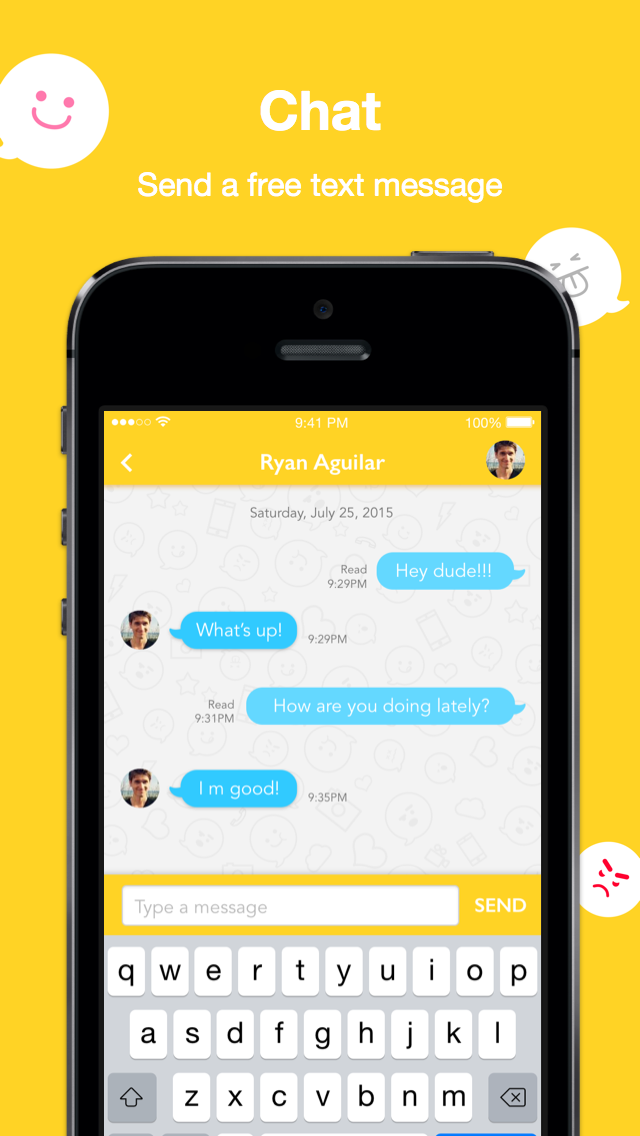 Chat
Send a free text message
9:41 PM
100%
Ryan Aguilar
Saturday, July 25, 2015
Read
9:29PM
Hey dude!!!
What's up!
9:29PM
Read
9:31PM
How are you doing lately?
I m good!
9:35PM
Type a message
SEND
q w e r t y u i o p
a s d f g h j k l
z x c v b n m